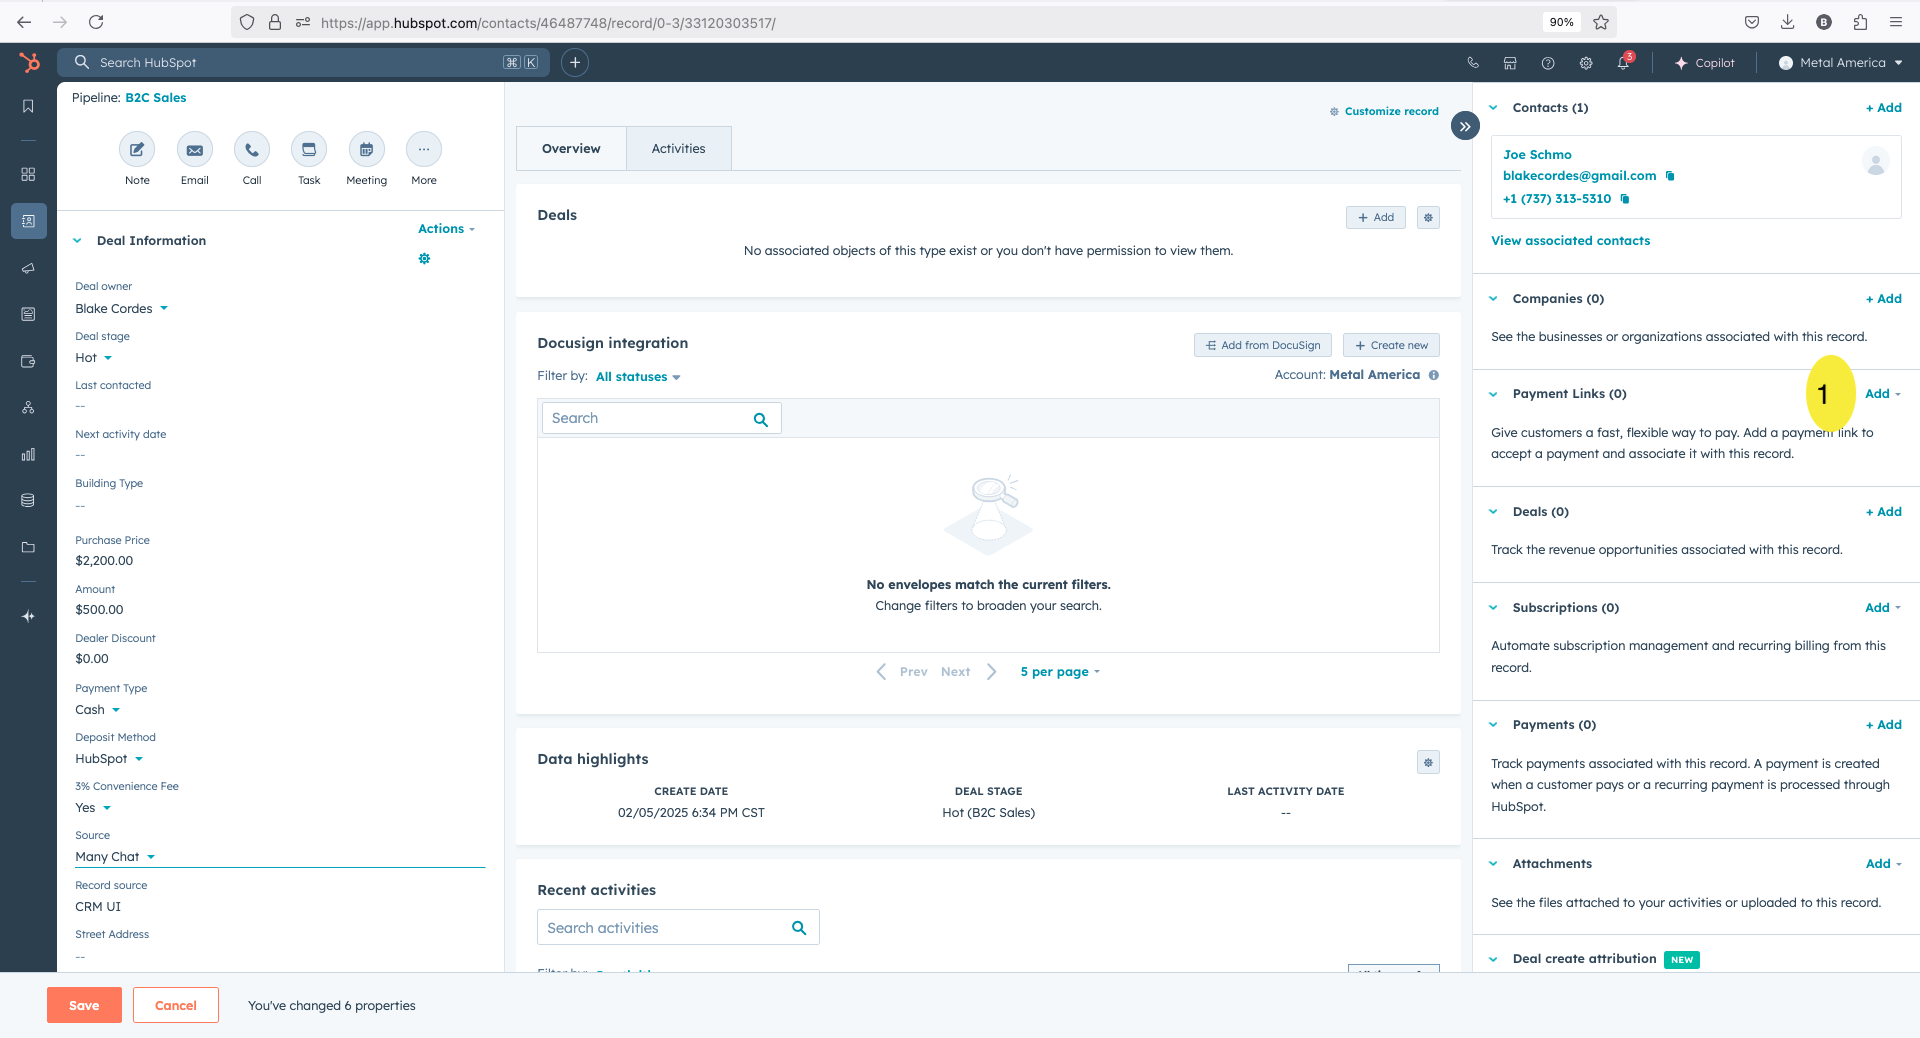 https://app.hubspot.com/contacts/46487748/record/0-3/33120303517/
90%
B
Search HubSpot
⌘ K
3
Copilot
Metal America
Pipeline: B2C Sales
Note
Email
Call
Task
Meeting
More
Deal Information
Actions
Deal owner
Blake Cordes
Deal stage
Hot
Last contacted
--
Next activity date
--
Building Type
--
Purchase Price
$2,200.00
Amount
$500.00
Dealer Discount
$0.00
Payment Type
Cash
Deposit Method
HubSpot
3% Convenience Fee
Yes
Source
Many Chat
Record source
CRM UI
Street Address
--
Customize record
Overview
Activities
Deals
+ Add
No associated objects of this type exist or you don't have permission to view them.
Docusign integration
Add from DocuSign
+ Create new
Filter by: All statuses
Account: Metal America
Search
No envelopes match the current filters.
Change filters to broaden your search.
Prev Next
5 per page
Data highlights
CREATE DATE
02/05/2025 6:34 PM CST
DEAL STAGE
Hot (B2C Sales)
LAST ACTIVITY DATE
--
Recent activities
Search activities
Contacts (1)
+ Add
Joe Schmo
blakecordes@gmail.com
+1 (737) 313-5310
View associated contacts
Companies (0)
+ Add
See the businesses or organizations associated with this record.
Payment Links (0)
1
Add
Give customers a fast, flexible way to pay. Add a payment link to
accept a payment and associate it with this record.
Deals (0)
+ Add
Track the revenue opportunities associated with this record.
Subscriptions (0)
Add
Automate subscription management and recurring billing from this
record.
Payments (0)
+ Add
Track payments associated with this record. A payment is created
when a customer pays or a recurring payment is processed through
HubSpot.
Attachments
Add
See the files attached to your activities or uploaded to this record.
Deal create attribution NEW
Save
Cancel
You've changed 6 properties